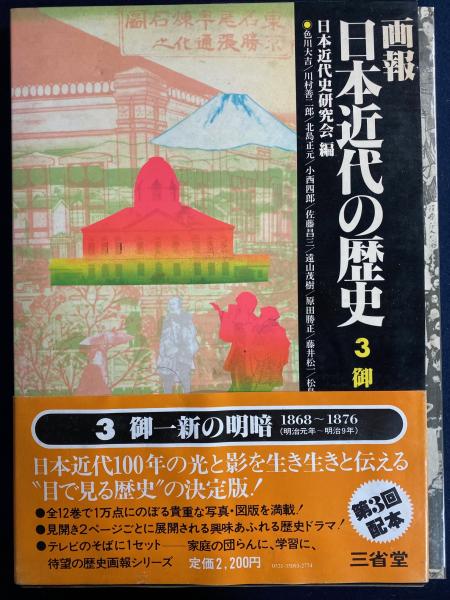 東京名勝
石尾張通
煉化石之圖
画報
日本近代の歴史
3 御
日本近代史研究会 編
●色川大吉/川村善二郎/北島正元/小西四郎/佐藤昌三/遠山茂樹/原田勝正/藤井松一/松
3 御一新の明暗 1868〜1876
(明治元年〜明治9年)
日本近代100年の光と影を生き生きと伝える
〝目で見る歴史〟の決定版!
●全12巻で1万点にのぼる貴重な写真・図版を満載!
●見開き2ページごとに展開される興味あふれる歴史ドラマ!
●テレビのそばに1セット——家庭の団らんに、学習に、
待望の歴史画報シリーズ
定価2,200円
第3回
配本
三省堂